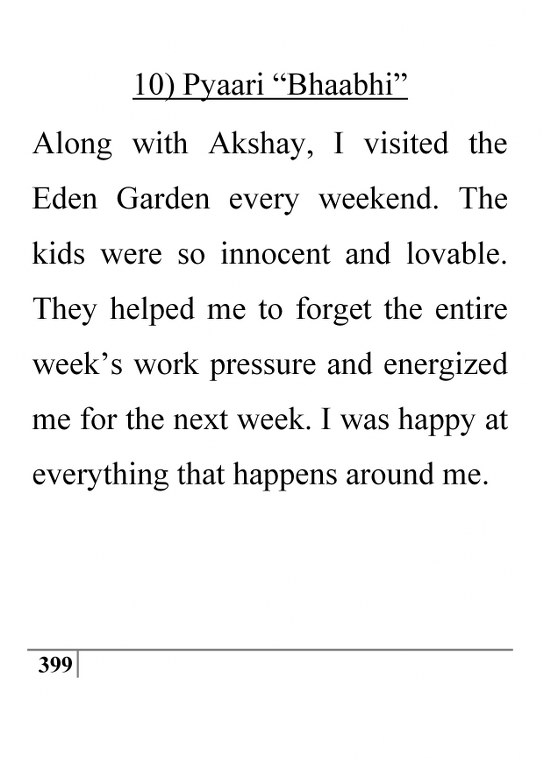 10) Pyaari “Bhaabhi”
Along with Akshay, I visited the
Eden Garden every weekend. The
kids were so innocent and lovable.
They helped me to forget the entire
week’s work pressure and energized
me for the next week. I was happy at
everything that happens around me.
399